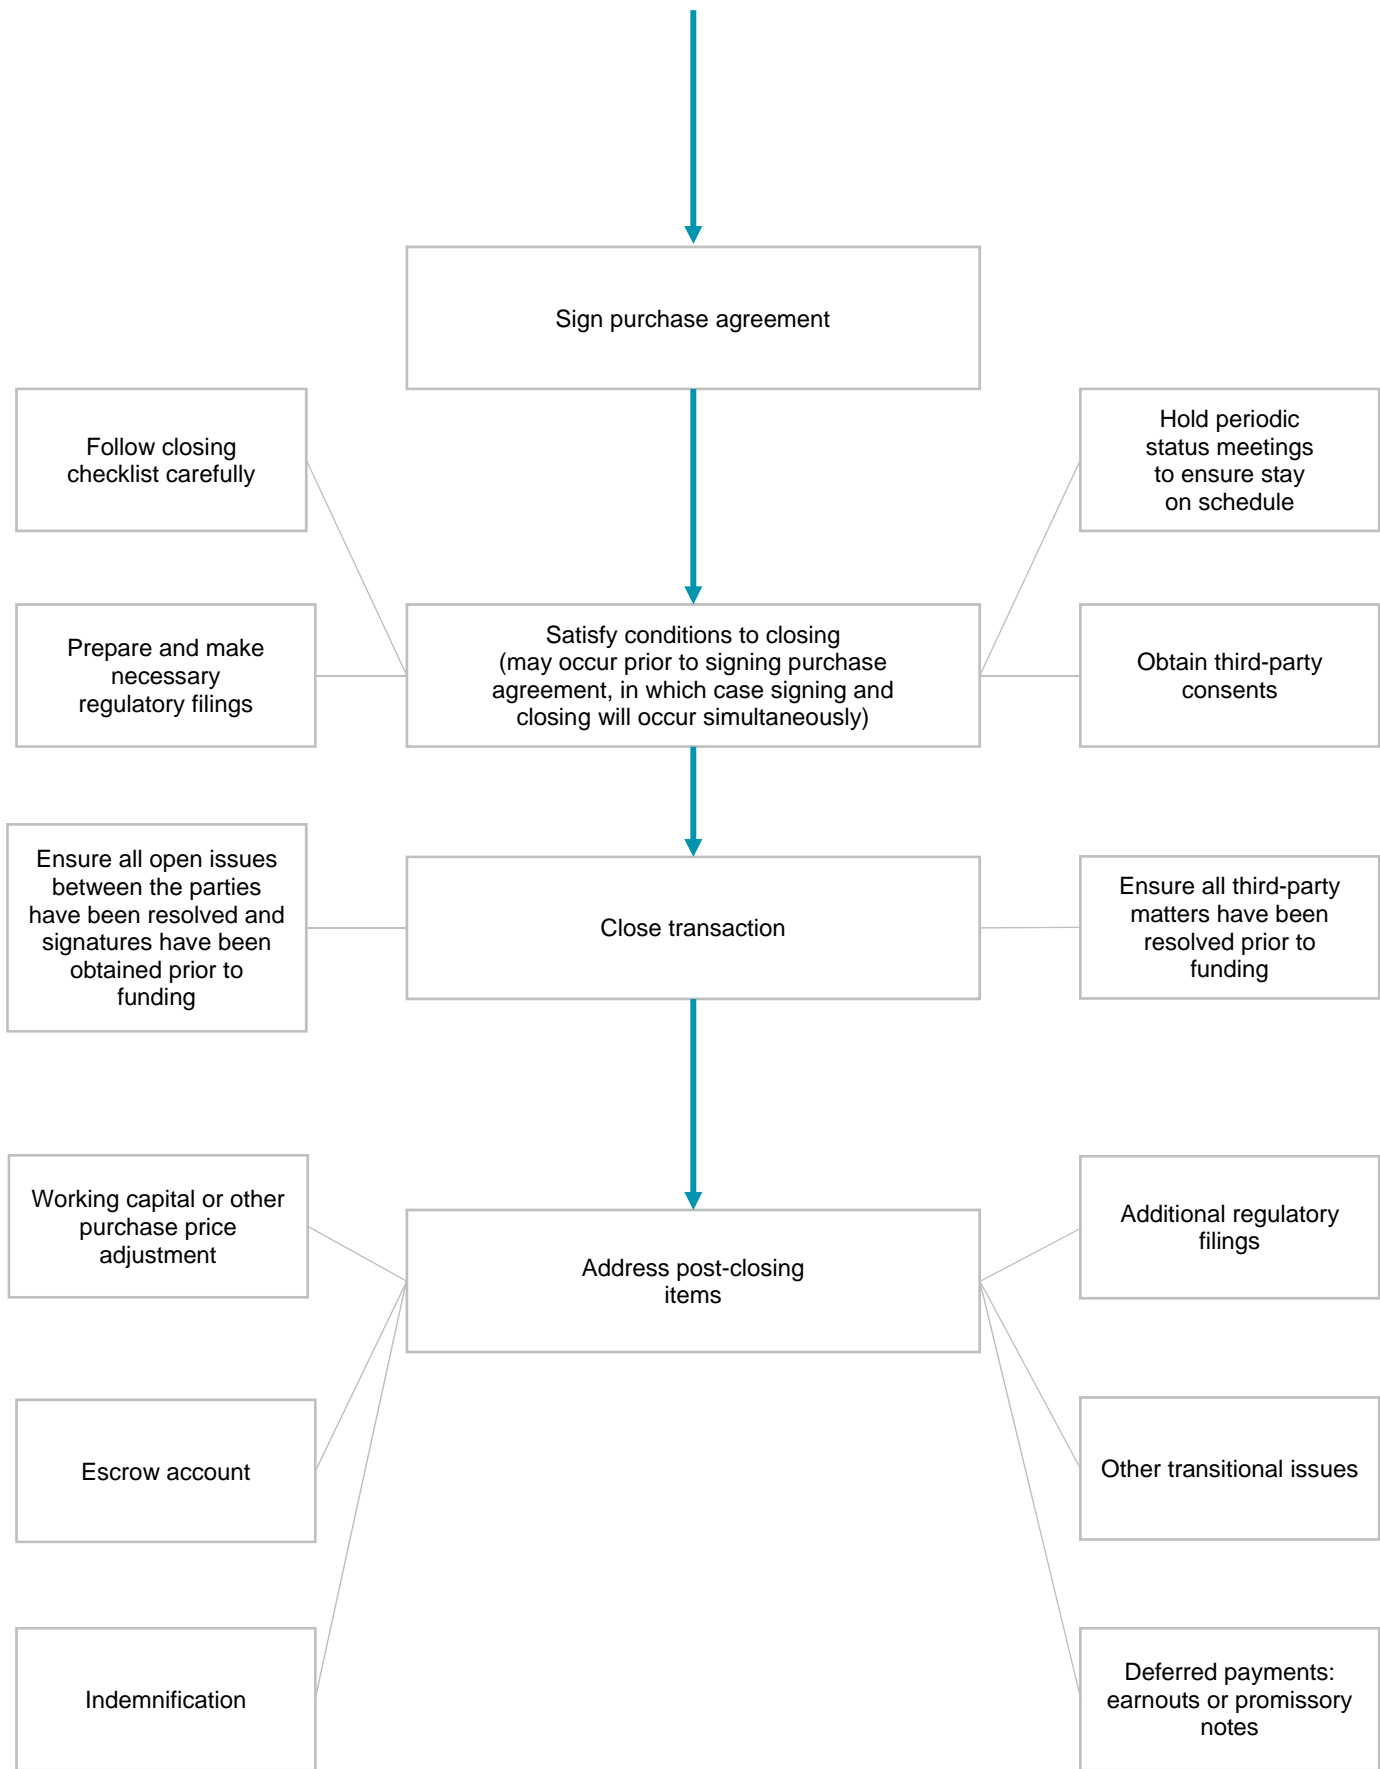 Sign purchase agreement
Follow closing
checklist carefully
Hold periodic
status meetings
to ensure stay
on schedule
Prepare and make
necessary
regulatory filings
Satisfy conditions to closing
(may occur prior to signing purchase
agreement, in which case signing and
closing will occur simultaneously)
Obtain third-party
consents
Ensure all open issues
between the parties
have been resolved and
signatures have been
obtained prior to
funding
Close transaction
Ensure all third-party
matters have been
resolved prior to
funding
Working capital or other
purchase price
adjustment
Address post-closing
items
Additional regulatory
filings
Escrow account
Other transitional issues
Indemnification
Deferred payments:
earnouts or promissory
notes